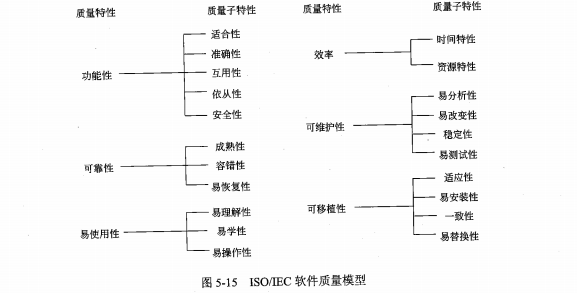 质量特性
质量子特性
功能性
适合性
准确性
互用性
依从性
安全性
可靠性
成熟性
容错性
易恢复性
易使用性
易理解性
易学性
易操作性
质量特性
质量子特性
效率
时间特性
资源特性
可维护性
易分析性
易改变性
稳定性
易测试性
可移植性
适应性
易安装性
一致性
易替换性
图 5-15 ISO/IEC 软件质量模型